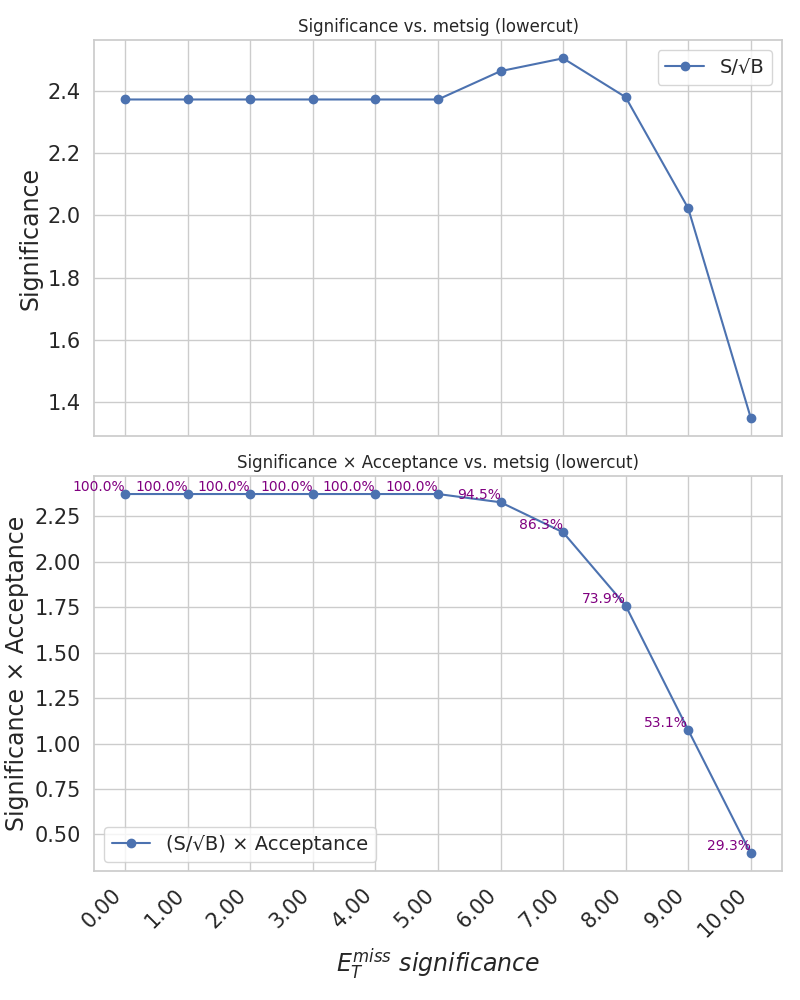 Significance vs. metsig (lowercut)
S/√B
Significance
2.4
2.2
2.0
1.8
1.6
1.4
Significance × Acceptance vs. metsig (lowercut)
100.0% 100.0% 100.0% 100.0% 100.0% 100.0% 94.5% 86.3% 73.9% 53.1% 29.3%
Significance × Acceptance
2.25
2.00
1.75
1.50
1.25
1.00
0.75
0.50
(S/√B) × Acceptance
0.00 1.00 2.00 3.00 4.00 5.00 6.00 7.00 8.00 9.00 10.00
E_T^{miss} significance